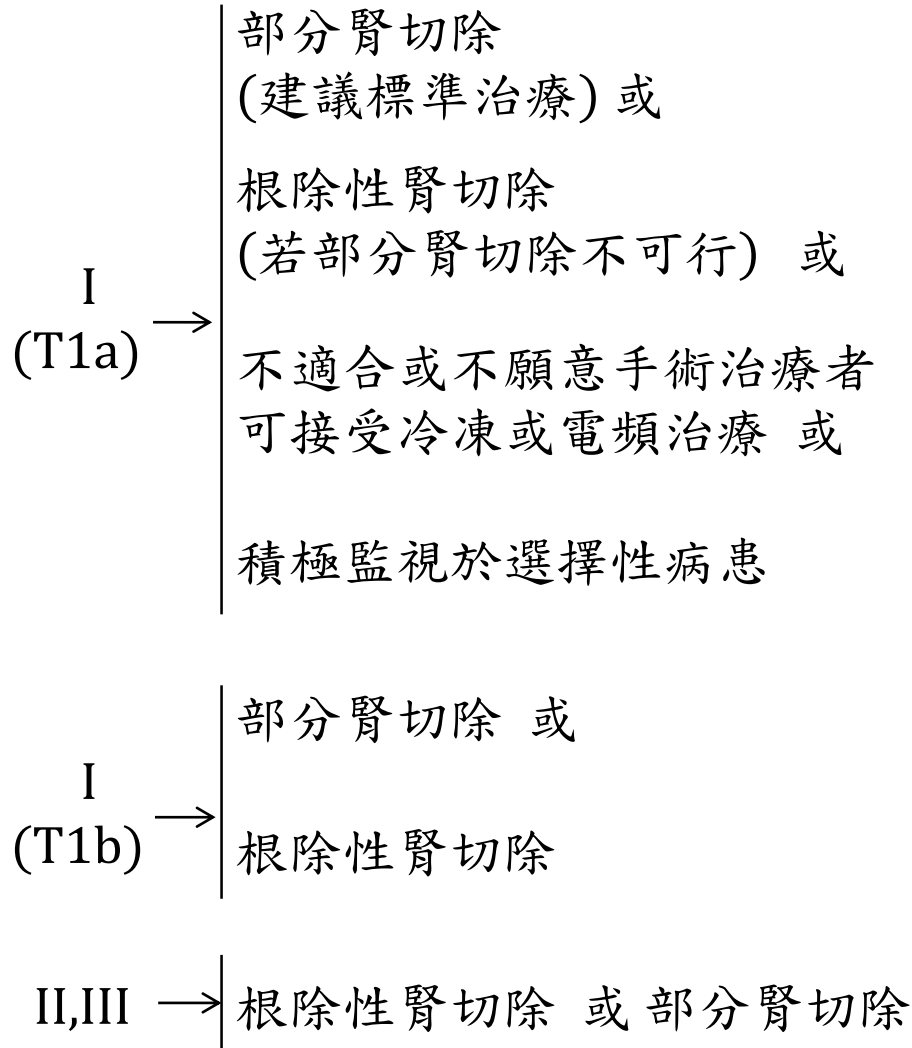 部分腎切除
(建議標準治療) 或
根除性腎切除
(若部分腎切除不可行) 或
I
(T1a)
不適合或不願意手術治療者
可接受冷凍或電頻治療 或
積極監視於選擇性病患
部分腎切除 或
I
(T1b)
根除性腎切除
II,III
根除性腎切除 或 部分腎切除